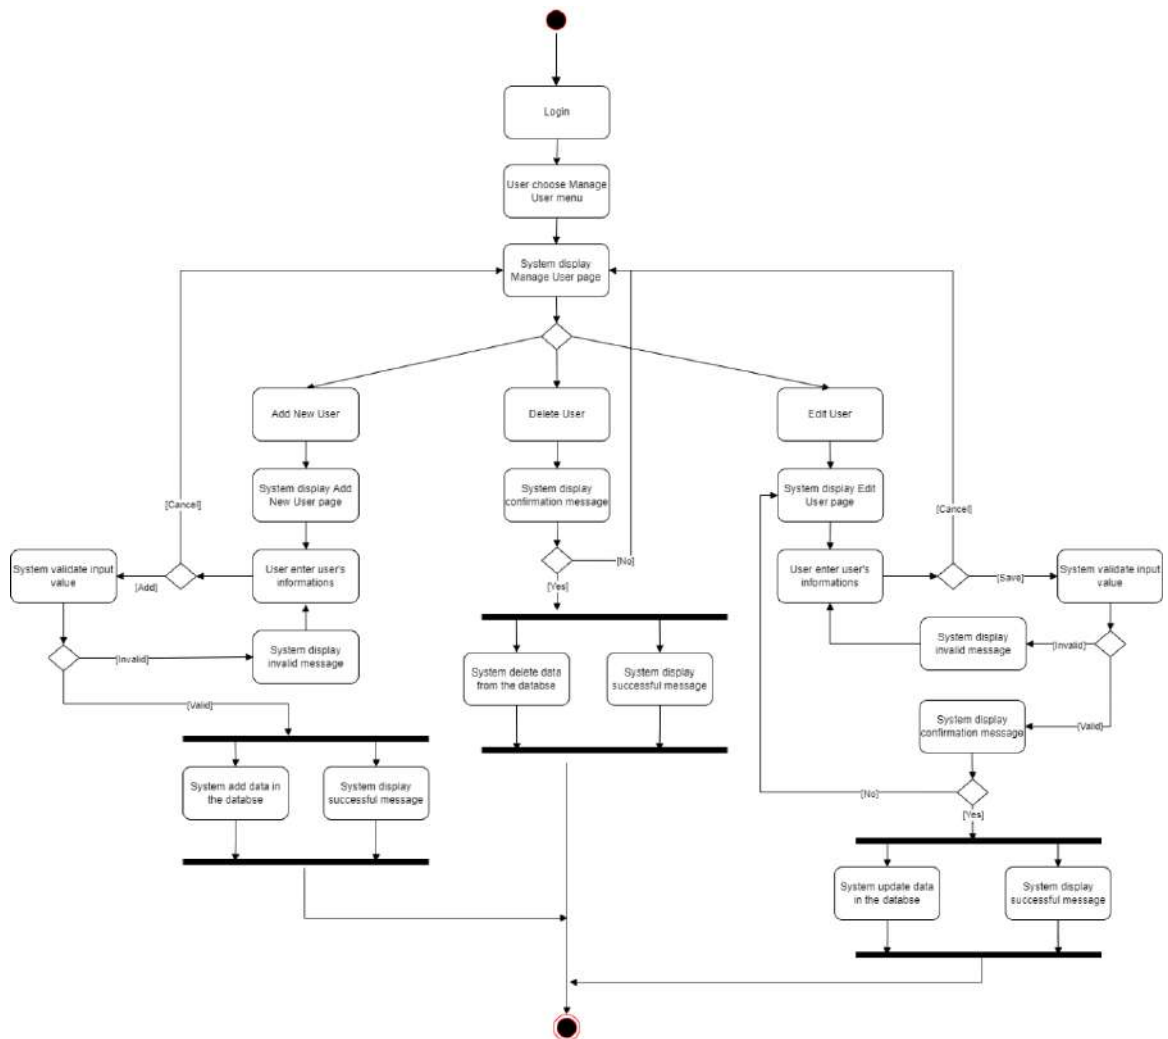 Login
User choose Manage
User menu
System display
Manage User page
Add New User
Delete User
Edit User
System display Add
New User page
System display
confirmation message
System display Edit
User page
[Cancel]
[Cancel]
System validate input
value
[Add]
User enter user's
informations
[No]
[Yes]
User enter user's
informations
[Save]
System validate input
value
[Invalid]
System display
invalid message
System display
invalid message
[Invalid]
System delete data
from the databse
System display
successful message
[Valid]
System display
confirmation message
[Valid]
System add data in
the databse
System display
successful message
[No]
[Yes]
System update data
in the databse
System display
successful message